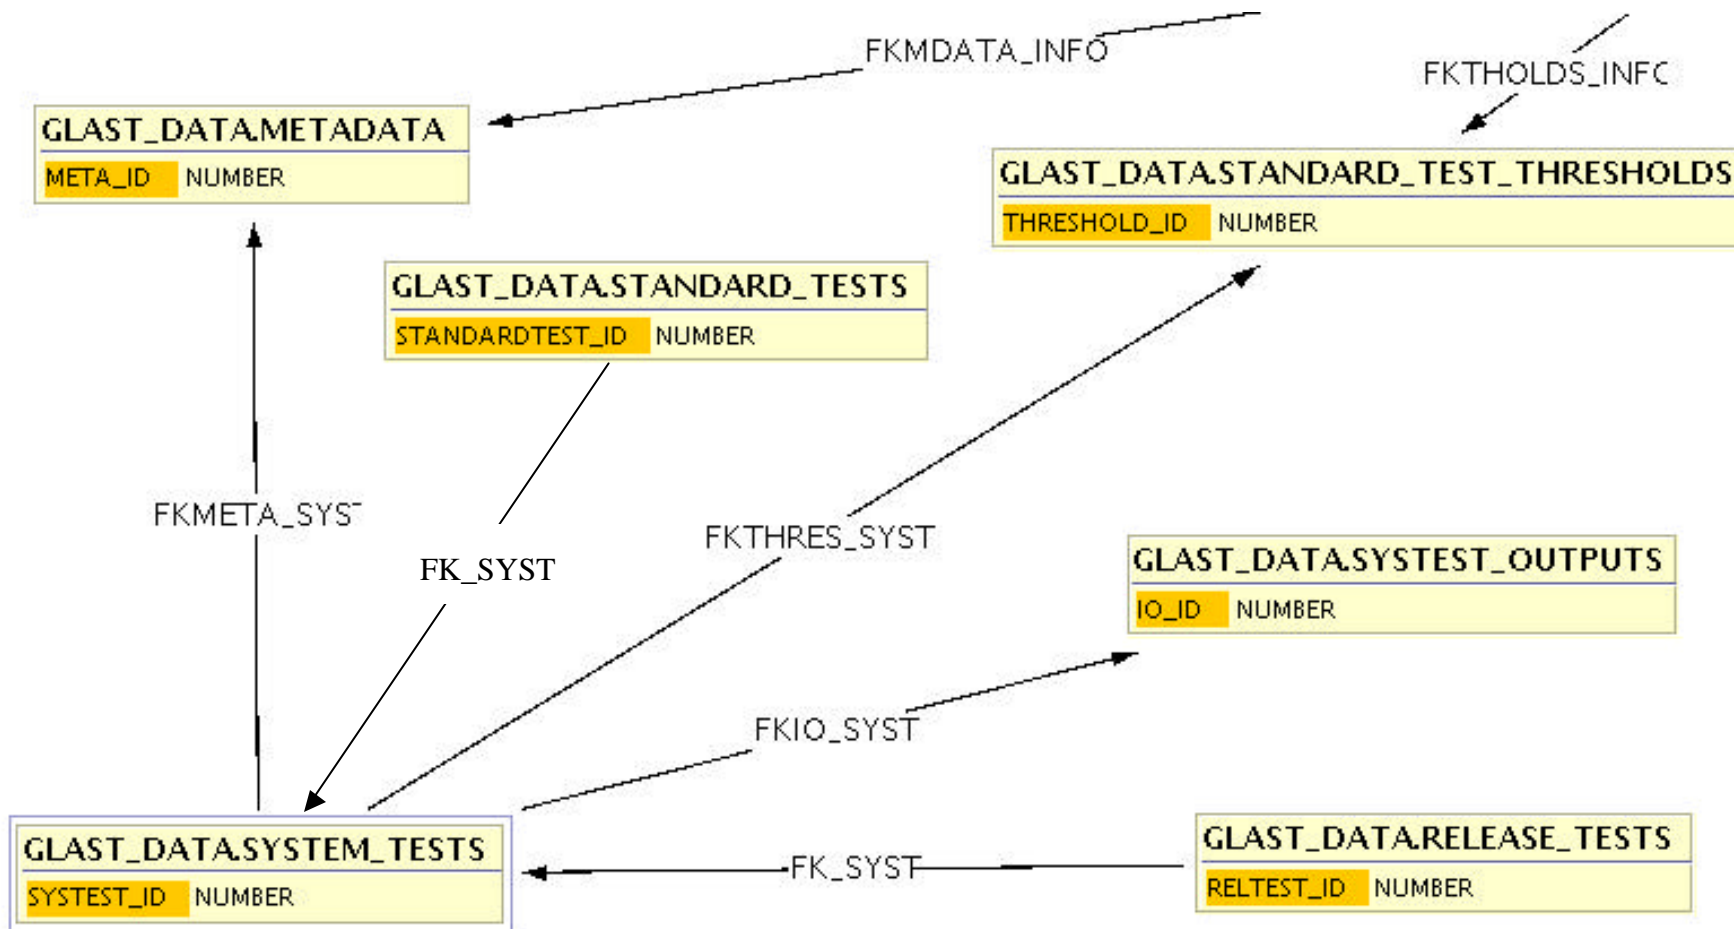 FKMDATA_INFO
FKTHOLDS_INFC
GLAST_DATA.METADATA
META_ID NUMBER
GLAST_DATA.STANDARD_TEST_THRESHOLDS
THRESHOLD_ID NUMBER
GLAST_DATA.STANDARD_TESTS
STANDARDTEST_ID NUMBER
FKMETA_SYST
FKTHRES_SYST
FK_SYST
GLAST_DATA.SYSTEST_OUTPUTS
IO_ID NUMBER
FKIO_SYST
GLAST_DATA.SYSTEM_TESTS
SYSTEST_ID NUMBER
FK_SYST
GLAST_DATA.RELEASE_TESTS
RELTEST_ID NUMBER